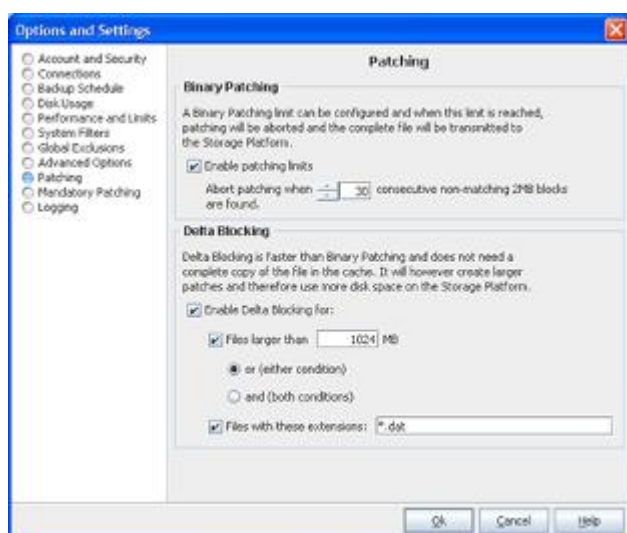 Options and Settings
Account and Security
Connections
Backup Schedule
Disk Usage
Performance and Limits
System Filters
Global Exclusions
Advanced Options
Patching
Mandatory Patching
Logging
Patching
Binary Patching
A Binary Patching limit can be configured and when this limit is reached,
patching will be aborted and the complete file will be transmitted to
the Storage Platform.
Enable patching limits
Abort patching when 30 consecutive non-matching 2MB blocks
are found.
Delta Blocking
Delta Blocking is faster than Binary Patching and does not need a
complete copy of the file in the cache. It will however create larger
patches and therefore use more disk space on the Storage Platform.
Enable Delta Blocking for:
Files larger than 1024 MB
or (either condition)
and (both conditions)
Files with these extensions: *.dat
Ok Cancel Help